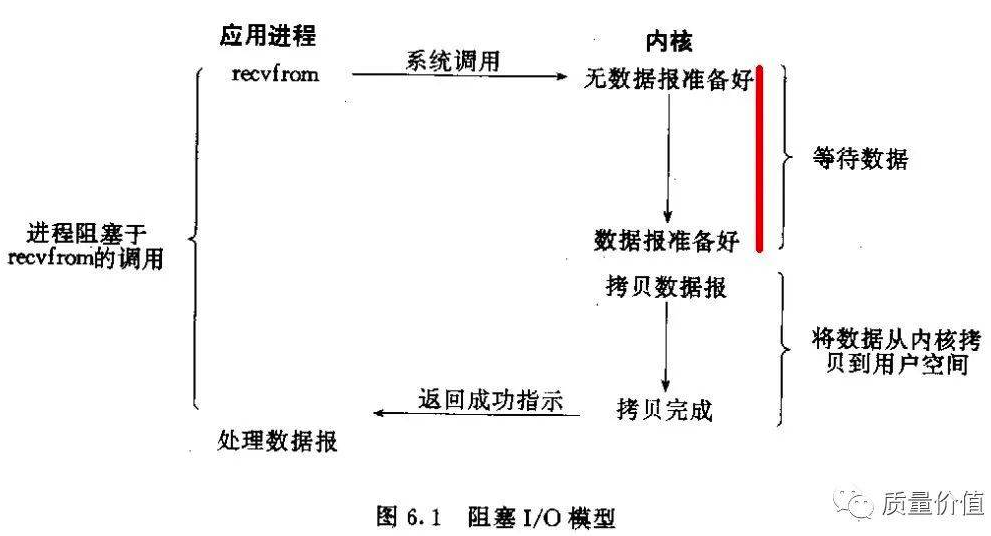 应用进程
内核
recvfrom
系统调用
无数据报准备好
等待数据
进程阻塞于
recvfrom的调用
数据报准备好
拷贝数据报
将数据从内核拷
贝到用户空间
返回成功指示
拷贝完成
处理数据报
图 6.1 阻塞 I/O 模型
质量价值